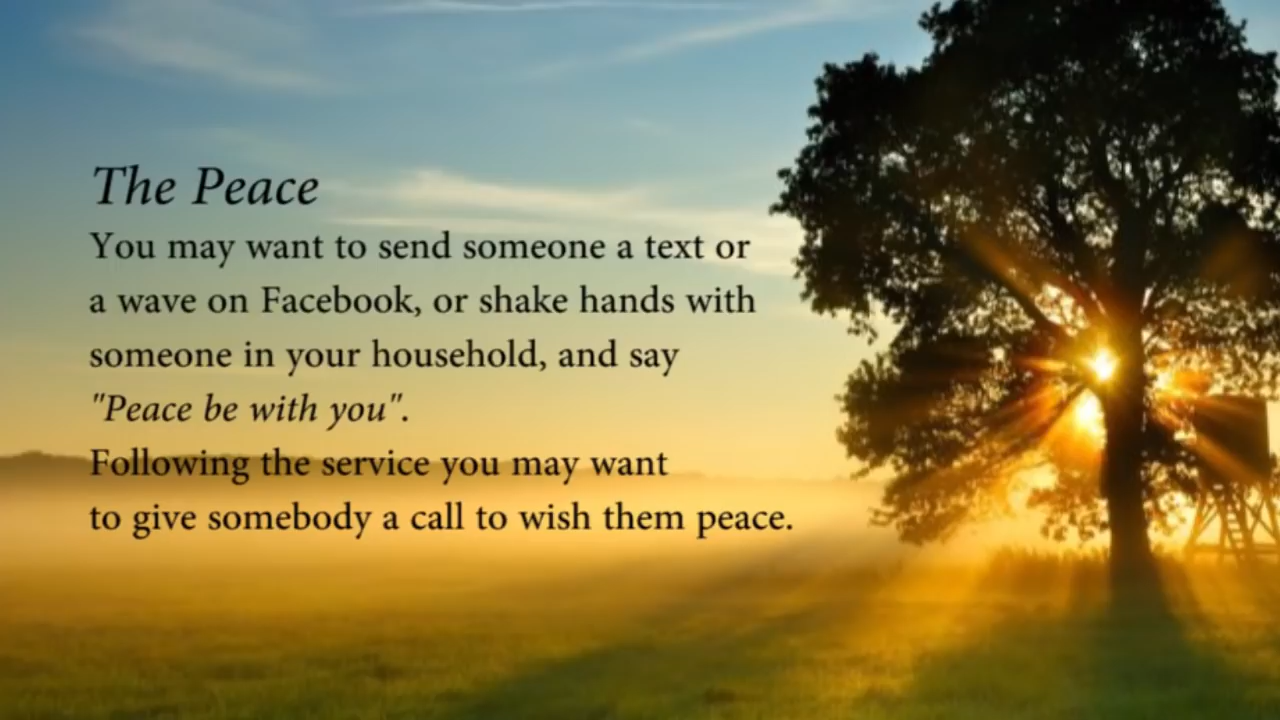 The Peace
You may want to send someone a text or
a wave on Facebook, or shake hands with
someone in your household, and say
"Peace be with you".
Following the service you may want
to give somebody a call to wish them peace.